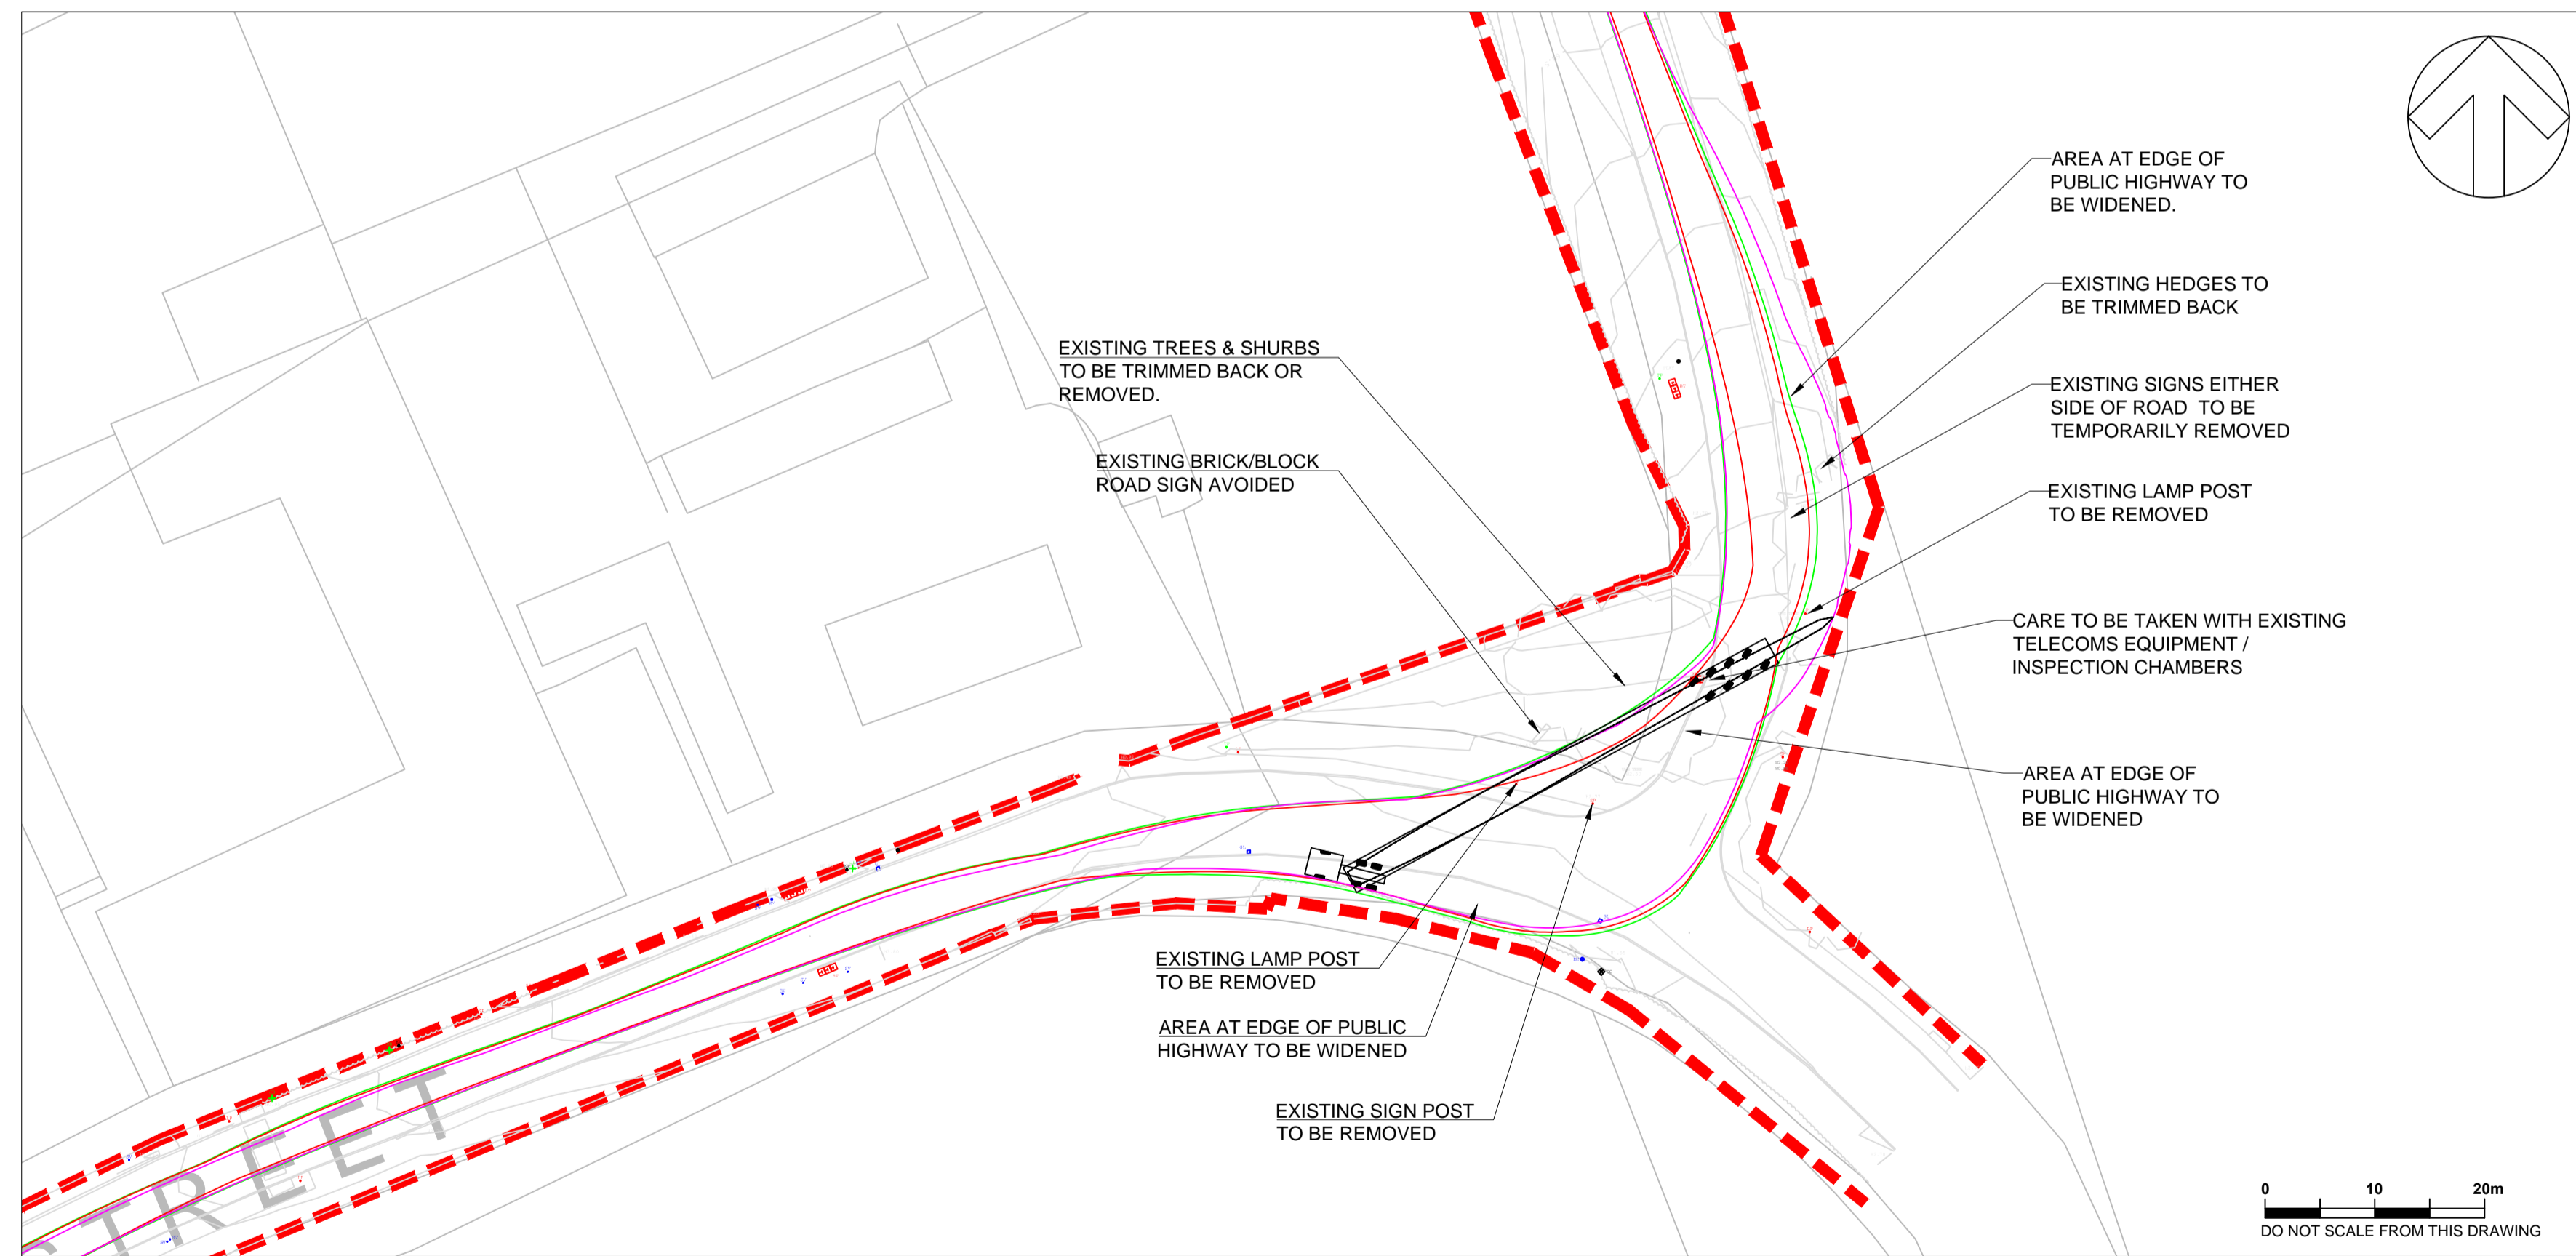 AREA AT EDGE OF
PUBLIC HIGHWAY TO
BE WIDENED.
EXISTING HEDGES TO
BE TRIMMED BACK
EXISTING TREES & SHURBS
TO BE TRIMMED BACK OR
REMOVED.
EXISTING SIGNS EITHER
SIDE OF ROAD TO BE
TEMPORARILY REMOVED
EXISTING BRICK/BLOCK
ROAD SIGN AVOIDED
EXISTING LAMP POST
TO BE REMOVED
CARE TO BE TAKEN WITH EXISTING
TELECOMS EQUIPMENT /
INSPECTION CHAMBERS
AREA AT EDGE OF
PUBLIC HIGHWAY TO
BE WIDENED
EXISTING LAMP POST
TO BE REMOVED
AREA AT EDGE OF PUBLIC
HIGHWAY TO BE WIDENED
EXISTING SIGN POST
TO BE REMOVED
STREET
0 10 20m
DO NOT SCALE FROM THIS DRAWING